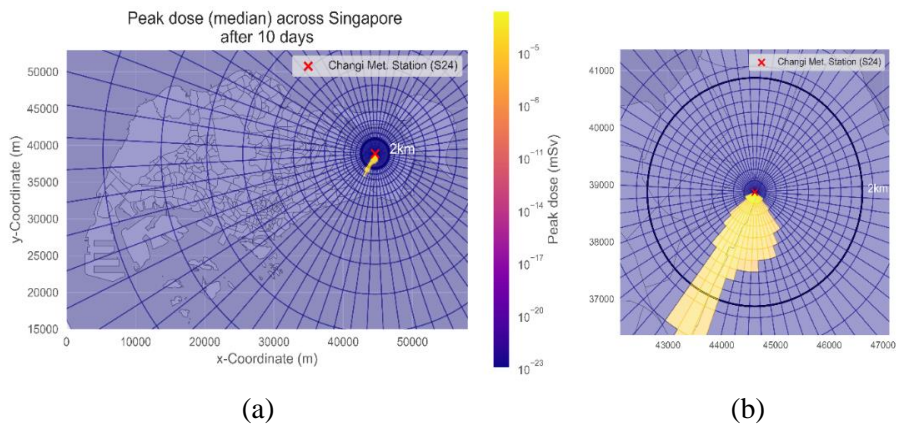 Peak dose (median) across Singapore
after 10 days
Changi Met. Station (S24)
2km
50000
45000
40000
35000
30000
25000
20000
15000
y-Coordinate (m)
0
10000
20000
30000
40000
50000
x-Coordinate (m)
10⁻⁵
10⁻⁸
10⁻¹¹
10⁻¹⁴
10⁻¹⁷
10⁻²⁰
10⁻²³
Peak dose (mSv)
(a)
Changi Met. Station (S24)
2km
41000
40000
39000
38000
37000
43000
44000
45000
46000
47000
(b)